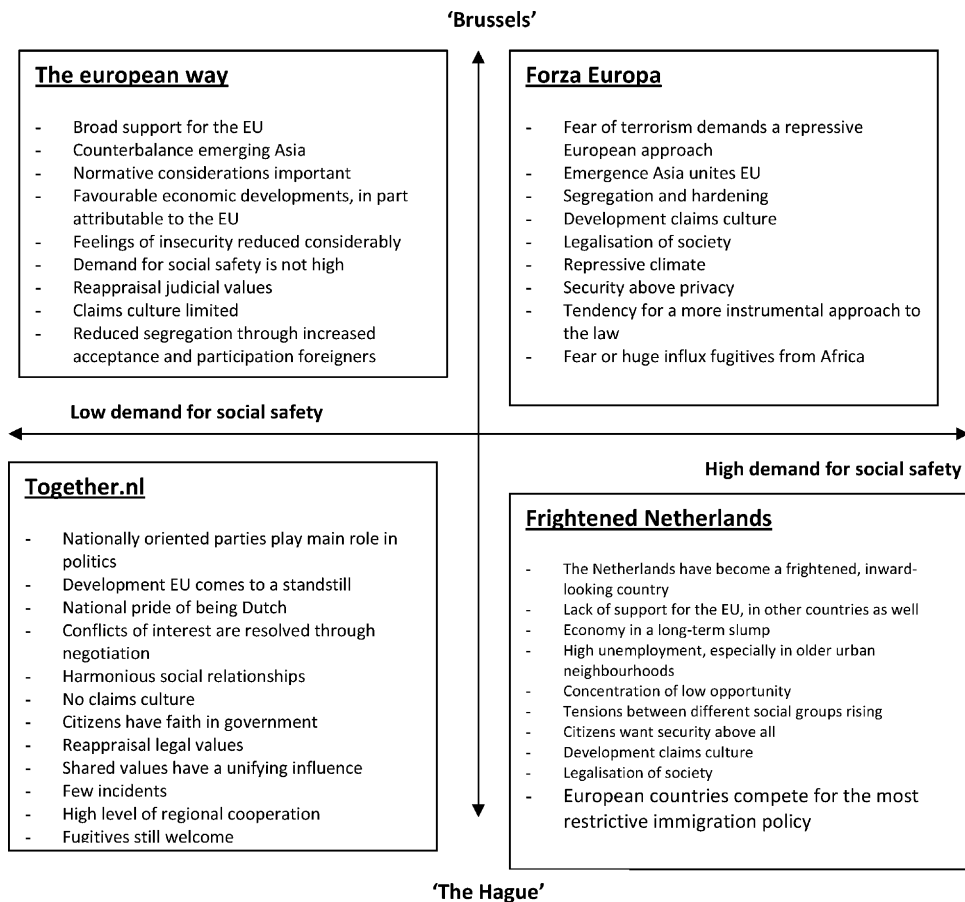 ‘Brussels’
The european way
- Broad support for the EU
- Counterbalance emerging Asia
- Normative considerations important
- Favourable economic developments, in part
attributable to the EU
- Feelings of insecurity reduced considerably
- Demand for social safety is not high
- Reappraisal judicial values
- Claims culture limited
- Reduced segregation through increased
acceptance and participation foreigners
Forza Europa
- Fear of terrorism demands a repressive
European approach
- Emergence Asia unites EU
- Segregation and hardening
- Development claims culture
- Legalisation of society
- Repressive climate
- Security above privacy
- Tendency for a more instrumental approach to
the law
- Fear or huge influx fugitives from Africa
Low demand for social safety
High demand for social safety
Together.nl
- Nationally oriented parties play main role in
politics
- Development EU comes to a standstill
- National pride of being Dutch
- Conflicts of interest are resolved through
negotiation
- Harmonious social relationships
- No claims culture
- Citizens have faith in government
- Reappraisal legal values
- Shared values have a unifying influence
- Few incidents
- High level of regional cooperation
- Fugitives still welcome
Frightened Netherlands
- The Netherlands have become a frightened, inward-
looking country
- Lack of support for the EU, in other countries as well
- Economy in a long-term slump
- High unemployment, especially in older urban
neighbourhoods
- Concentration of low opportunity
- Tensions between different social groups rising
- Citizens want security above all
- Development claims culture
- Legalisation of society
- European countries compete for the most
restrictive immigration policy
‘The Hague’